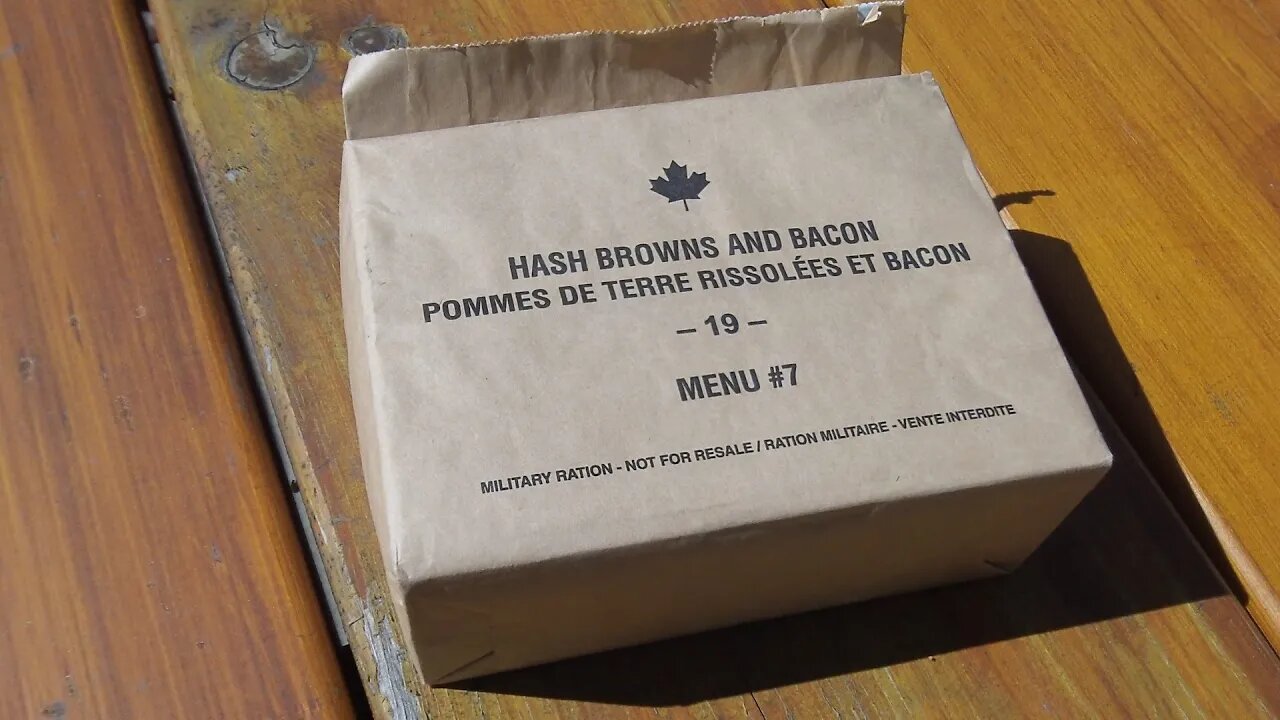 HASH BROWNS AND BACON
POMMES DE TERRE RISSOLÉES ET BACON
– 19 –
MENU #7
MILITARY RATION - NOT FOR RESALE / RATION MILITAIRE - VENTE INTERDITE